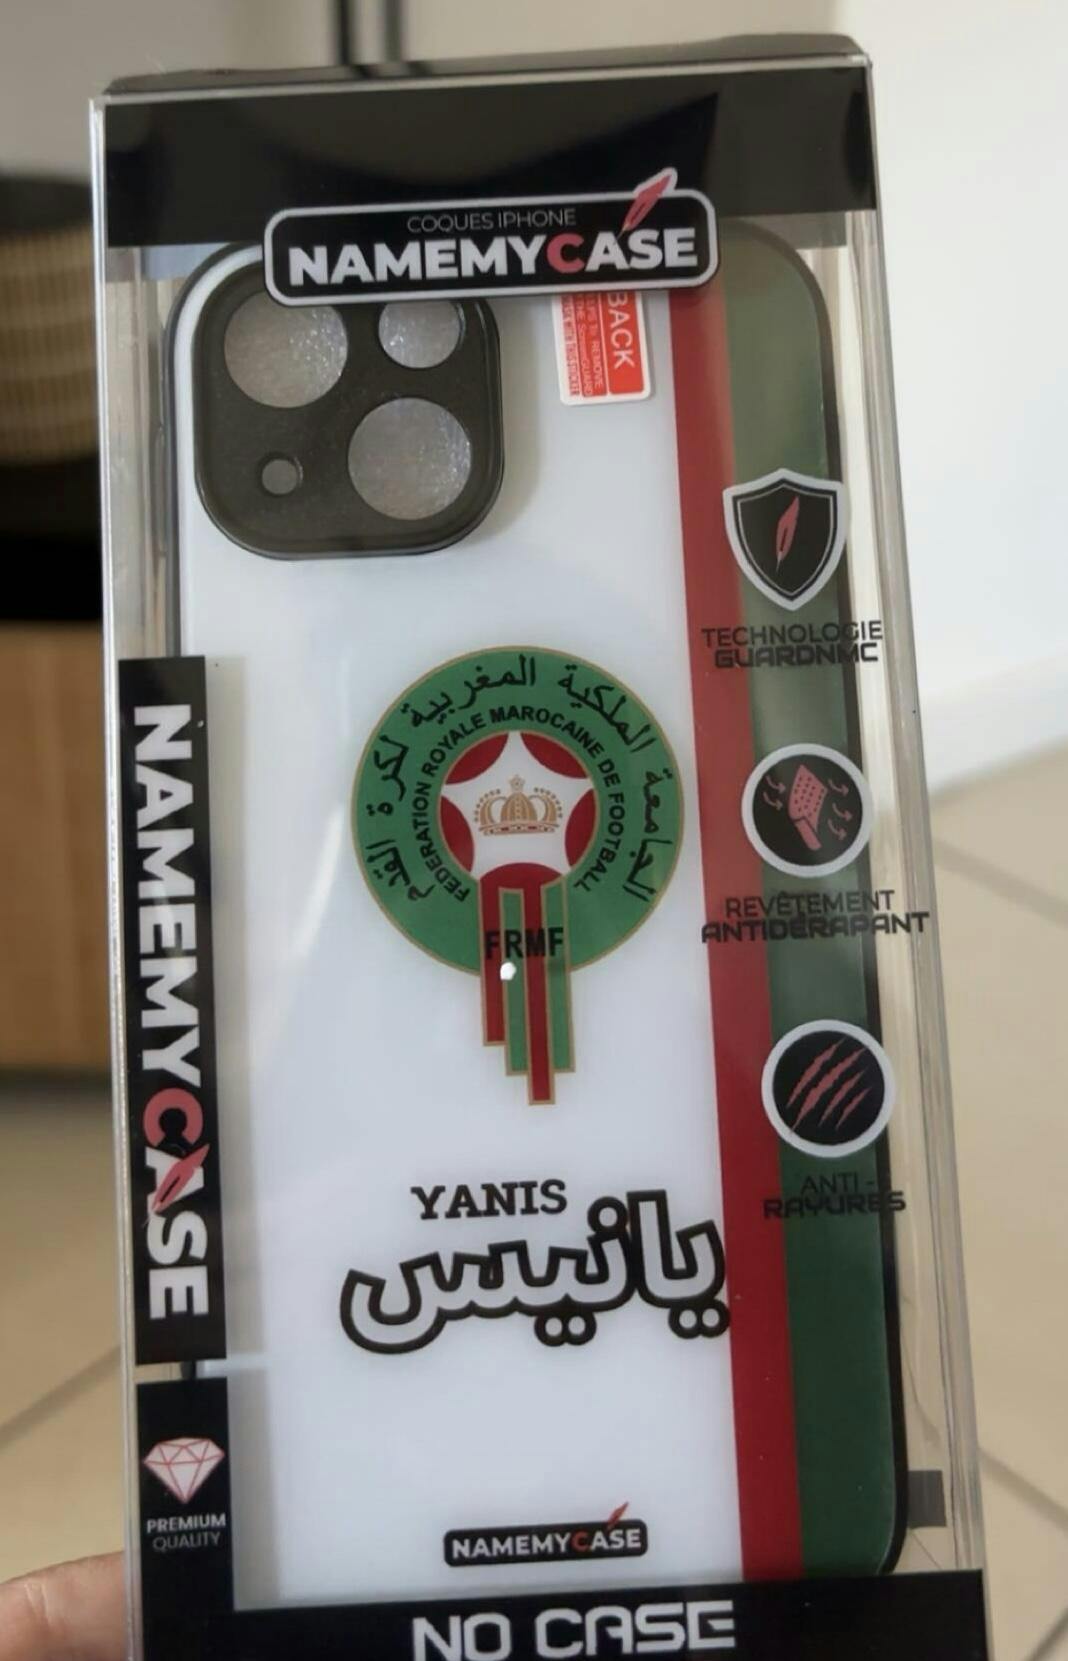 COQUES IPHONE
NAMEMYCASE
BACK
TECHNOLOGIE
GUARDNMC
الجامعة الملكية المغربية لكرة القدم
FEDERATION ROYALE MAROCAINE DE FOOTBALL
FRMF
REVÊTEMENT
ANTIDÉRAPANT
ANTI-
RAYURES
YANIS
يانيس
NAMEMYCASE
NAMEMYCASE
PREMIUM
QUALITY
NO CASE